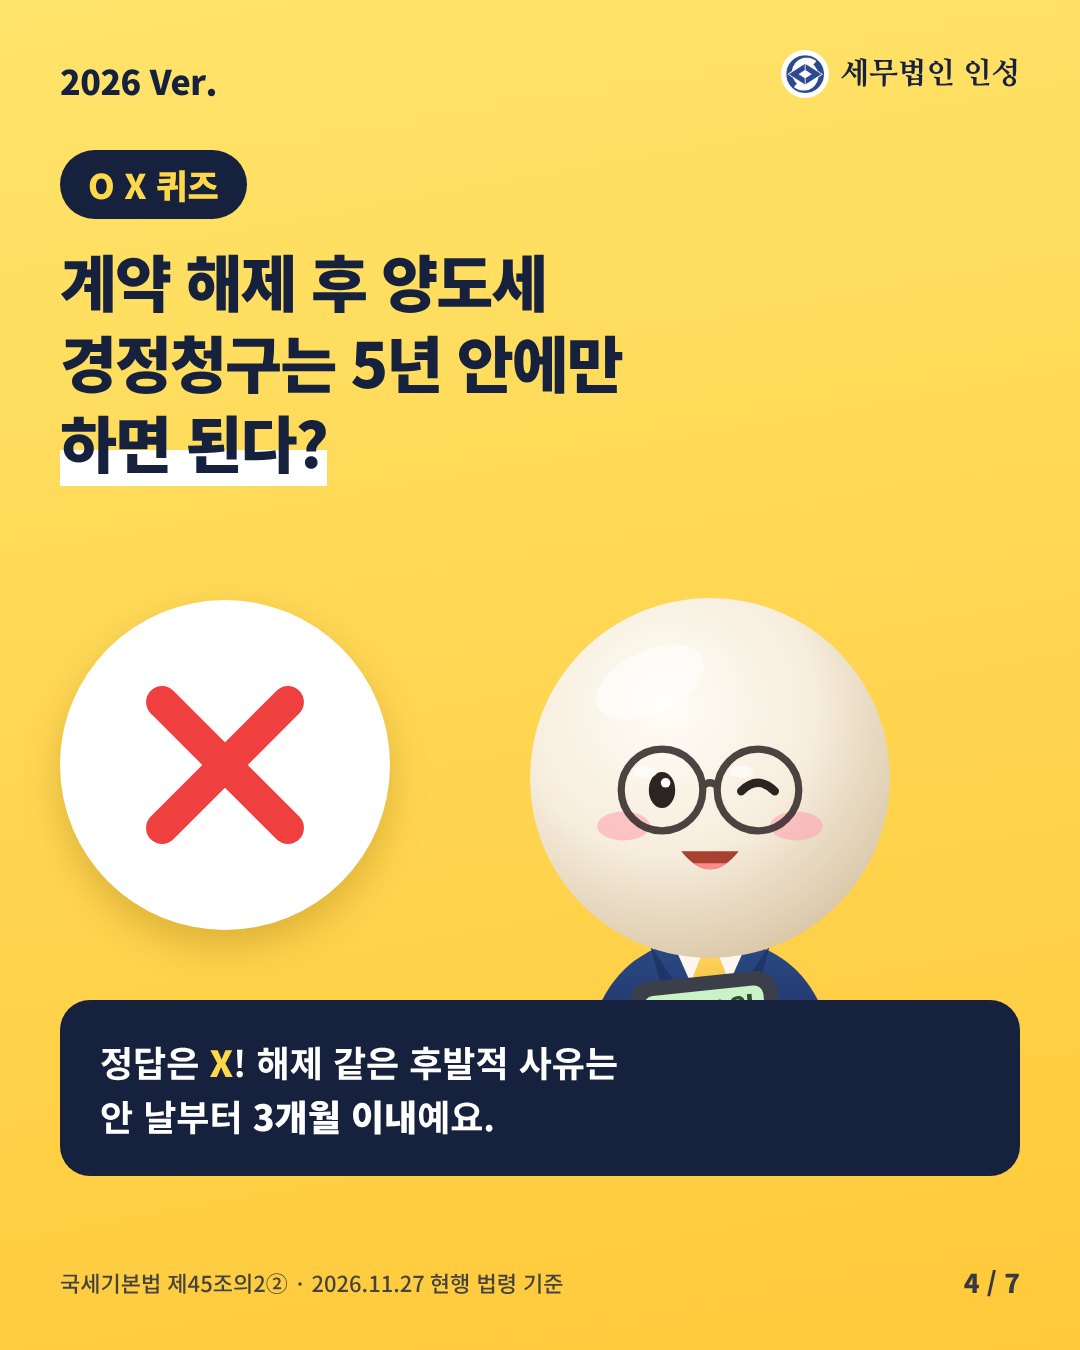 2026 Ver.
세무법인 인성
O X 퀴즈
계약 해제 후 양도세
경정청구는 5년 안에만
하면 된다?
정답은 X! 해제 같은 후발적 사유는
안 날부터 3개월 이내예요.
국세기본법 제45조의2② · 2026.11.27 현행 법령 기준
4 / 7